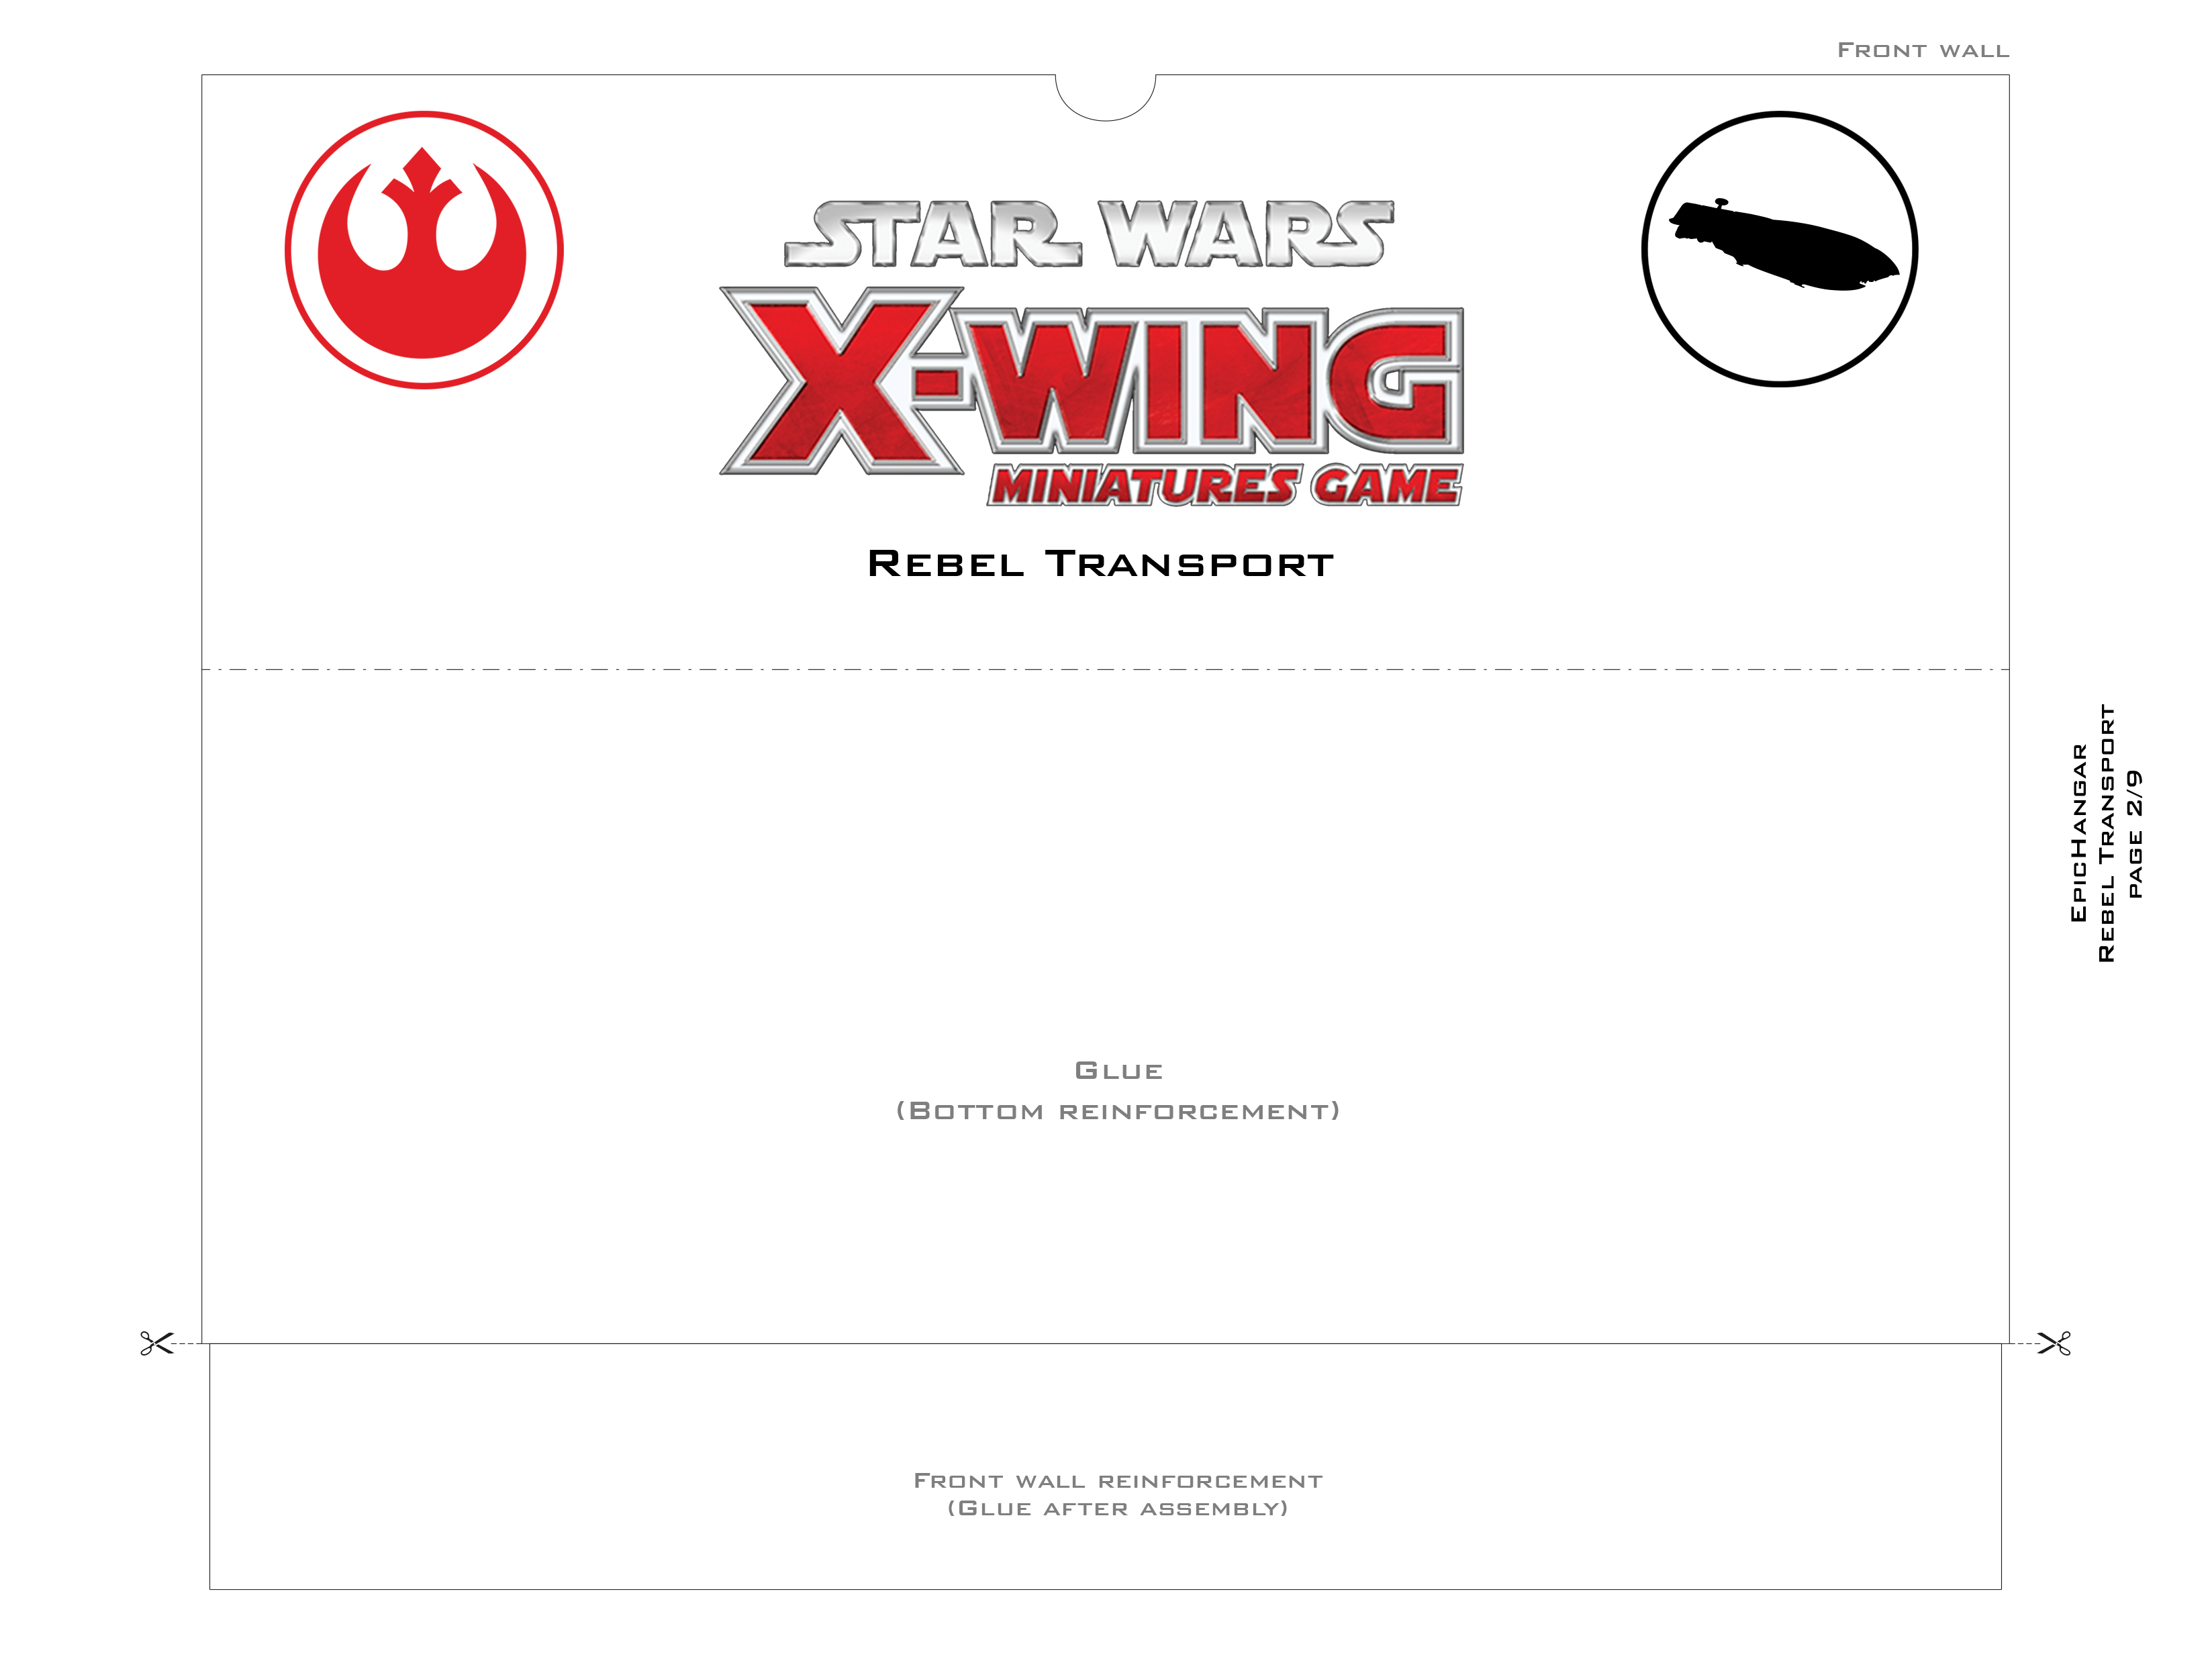 Front wall
STAR WARS
X-WING
MINIATURES GAME
Rebel Transport
EpicHangar
Rebel Transport
page 2/9
Glue
(Bottom reinforcement)
Front wall reinforcement
(Glue after assembly)